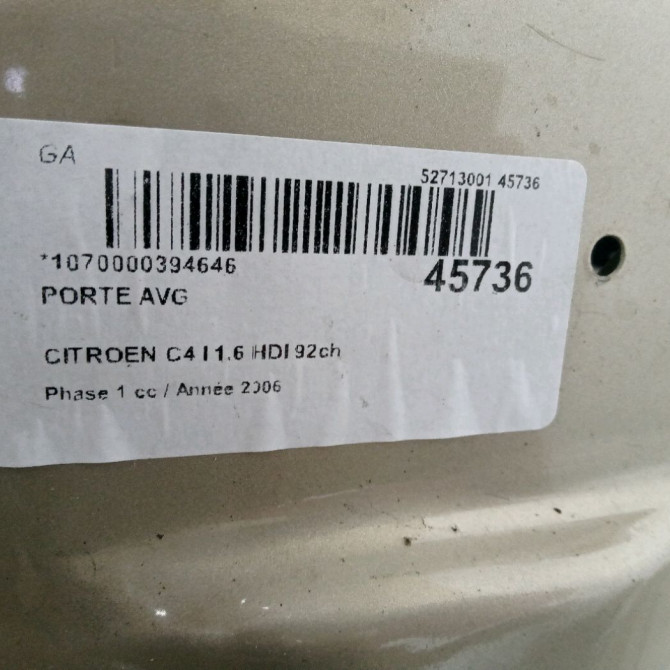 GA
52713001 45736
*1070000394646
45736
PORTE AVG
CITROEN C4 I 1.6 HDI 92ch
Phase 1 cc / Année 2006